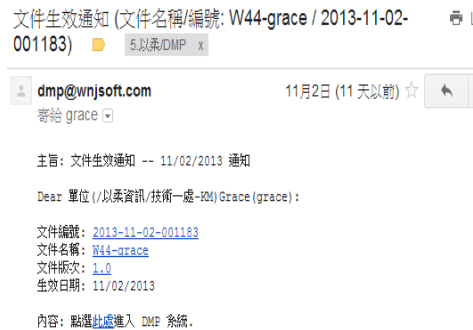 文件生效通知 (文件名稱/編號: W44-grace / 2013-11-02-
001183) 5.以柔/DMP x
dmp@wnjsoft.com 11月2日 (11 天以前)
寄給 grace
主旨: 文件生效通知 -- 11/02/2013 通知
Dear 單位(/以柔資訊/技術一處-KM)Grace(grace):
文件編號: 2013-11-02-001183
文件名稱: W44-grace
文件版次: 1.0
生效日期: 11/02/2013
內容: 點選此處進入 DMP 系統.